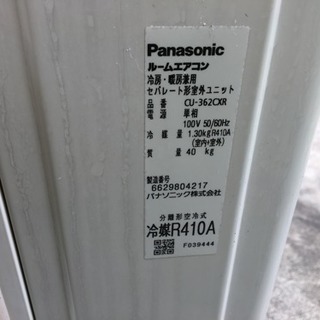 Panasonic
ルームエアコン
冷房・暖房兼用
セパレート形室外ユニット
品番 CU-362CXR
電源 単相
100V 50/60Hz
冷媒量 1.30kg R410A
(室内+室外)
質量 40 kg
製造番号
6629804217
パナソニック株式会社
分離形空冷式
冷媒R410A
F039444